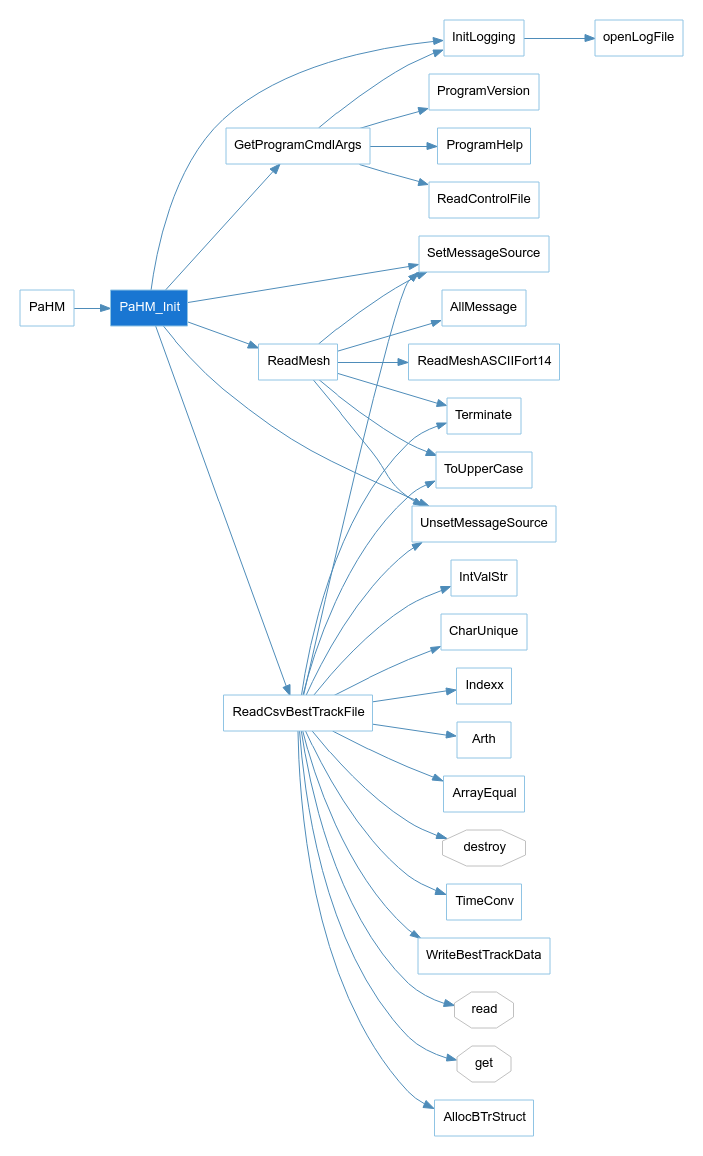 InitLogging
openLogFile
ProgramVersion
GetProgramCmdlArgs
ProgramHelp
ReadControlFile
SetMessageSource
PaHM
PaHM_Init
AllMessage
ReadMesh
ReadMeshASCIIFort14
Terminate
ToUpperCase
UnsetMessageSource
IntValStr
CharUnique
Indexx
ReadCsvBestTrackFile
Arth
ArrayEqual
destroy
TimeConv
WriteBestTrackData
read
get
AllocBTrStruct